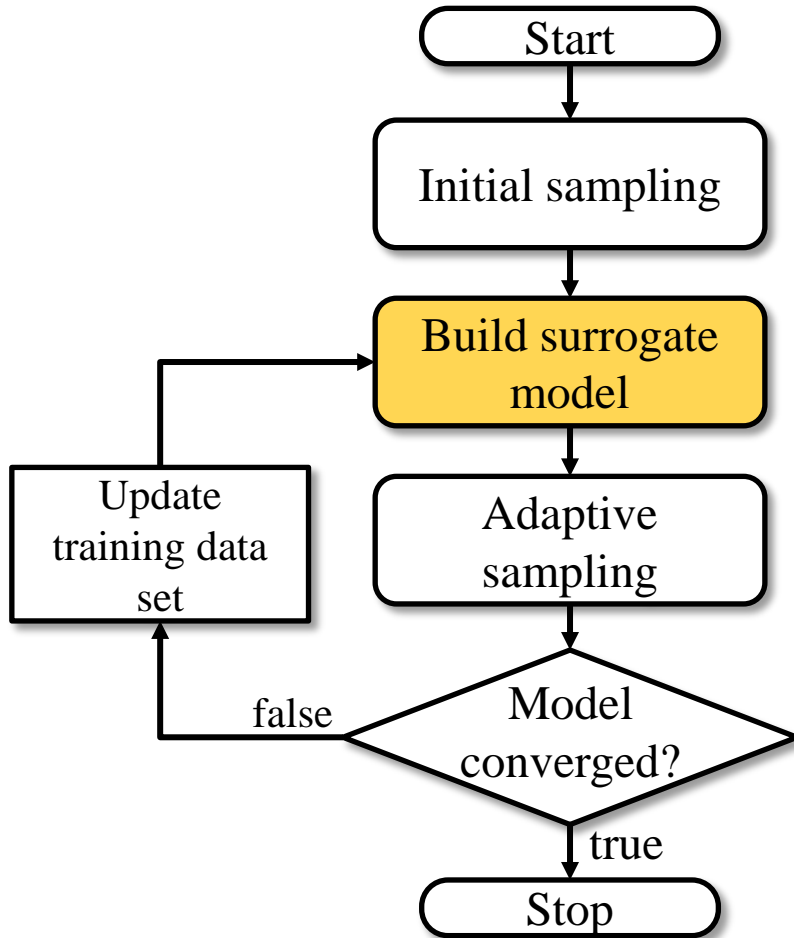 Start
Initial sampling
Build surrogate
model
Adaptive
sampling
Update
training data
set
Model
converged?
false
true
Stop